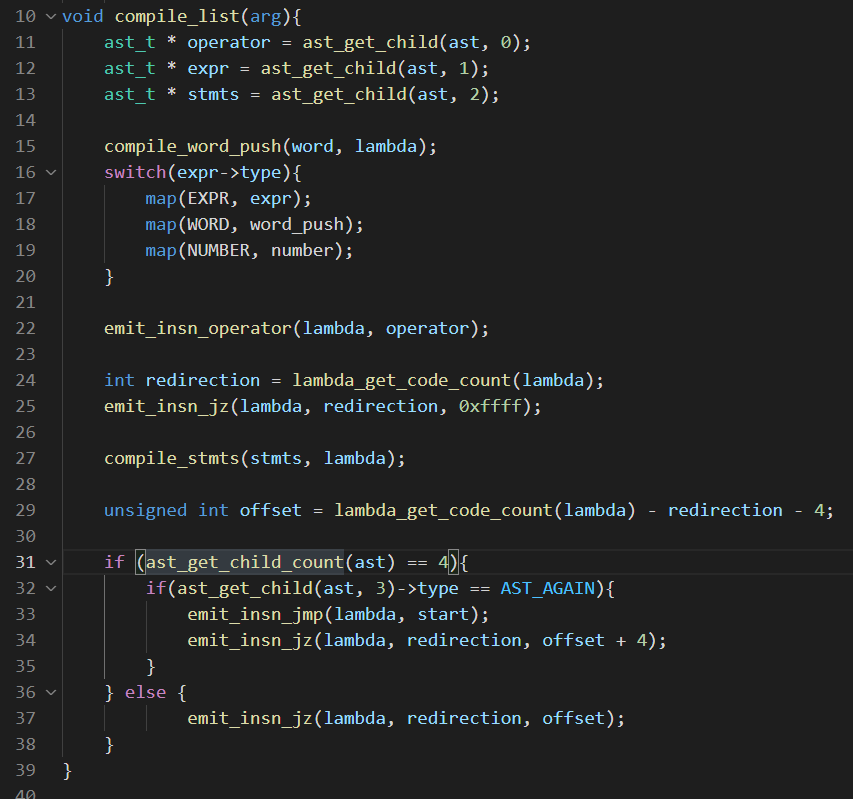 10 void compile_list(arg){
11     ast_t * operator = ast_get_child(ast, 0);
12     ast_t * expr = ast_get_child(ast, 1);
13     ast_t * stmts = ast_get_child(ast, 2);
14
15     compile_word_push(word, lambda);
16     switch(expr->type){
17         map(EXPR, expr);
18         map(WORD, word_push);
19         map(NUMBER, number);
20     }
21
22     emit_insn_operator(lambda, operator);
23
24     int redirection = lambda_get_code_count(lambda);
25     emit_insn_jz(lambda, redirection, 0xffff);
26
27     compile_stmts(stmts, lambda);
28
29     unsigned int offset = lambda_get_code_count(lambda) - redirection - 4;
30
31     if (ast_get_child_count(ast) == 4){
32         if(ast_get_child(ast, 3)->type == AST_AGAIN){
33             emit_insn_jmp(lambda, start);
34             emit_insn_jz(lambda, redirection, offset + 4);
35         }
36     } else {
37             emit_insn_jz(lambda, redirection, offset);
38     }
39 }
40